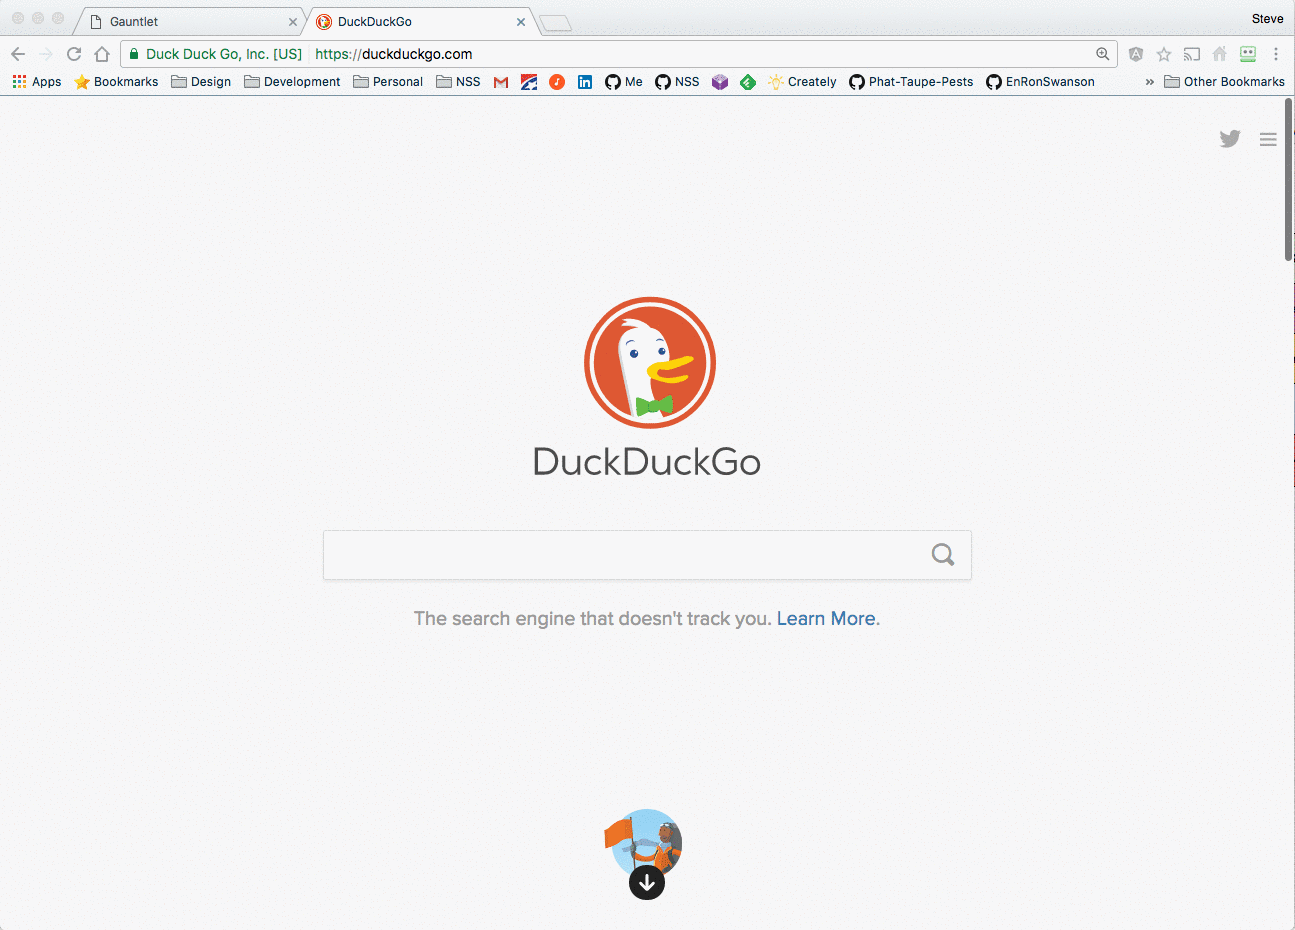 Gauntlet
DuckDuckGo
Steve
Duck Duck Go, Inc. [US]
https://duckduckgo.com
Apps
Bookmarks
Design
Development
Personal
NSS
Me
NSS
Creately
Phat-Taupe-Pests
EnRonSwanson
»
Other Bookmarks
DuckDuckGo
The search engine that doesn't track you. Learn More.